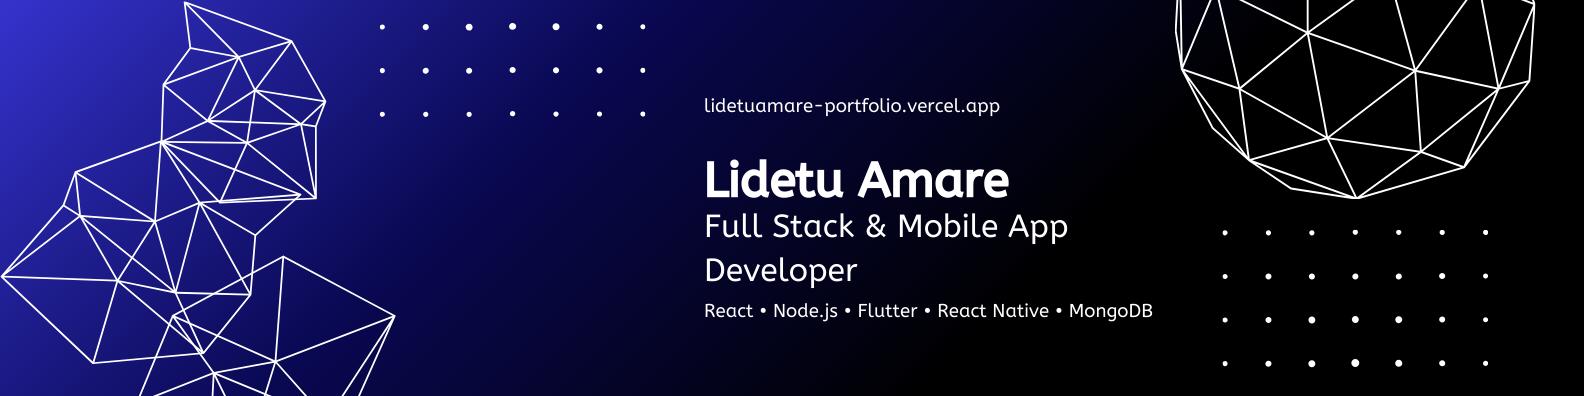 lidetuamare-portfolio.vercel.app
Lidetu Amare
Full Stack & Mobile App
Developer
React • Node.js • Flutter • React Native • MongoDB